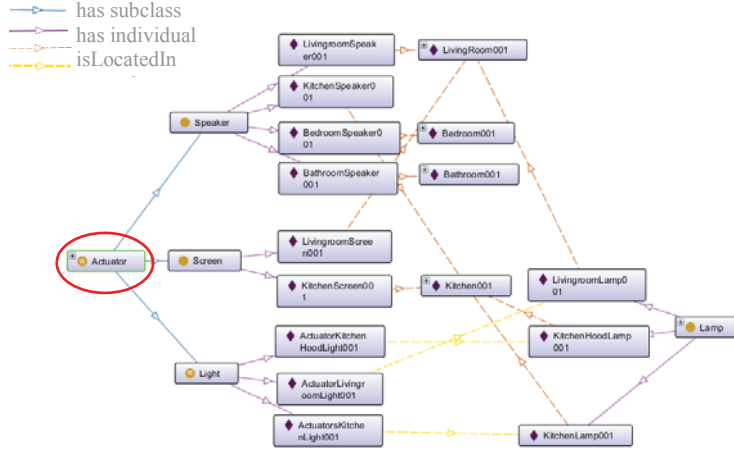 has subclass
has individual
isLocatedIn
LivingroomSpeak
er001
LivingRoom001
KitchenSpeaker0
01
Speaker
BedroomSpeaker0
01
Bedroom001
BathroomSpeaker
001
Bathroom001
LivingroomScree
n001
Actuator
Screen
KitchenScreen00
1
Kitchen001
LivingroomLamp0
01
ActuatorKitchen
HoodLight001
KitchenHoodLamp
001
Lamp
Light
ActuatorLivingr
oomLight001
ActuatorsKitche
nLight001
KitchenLamp001